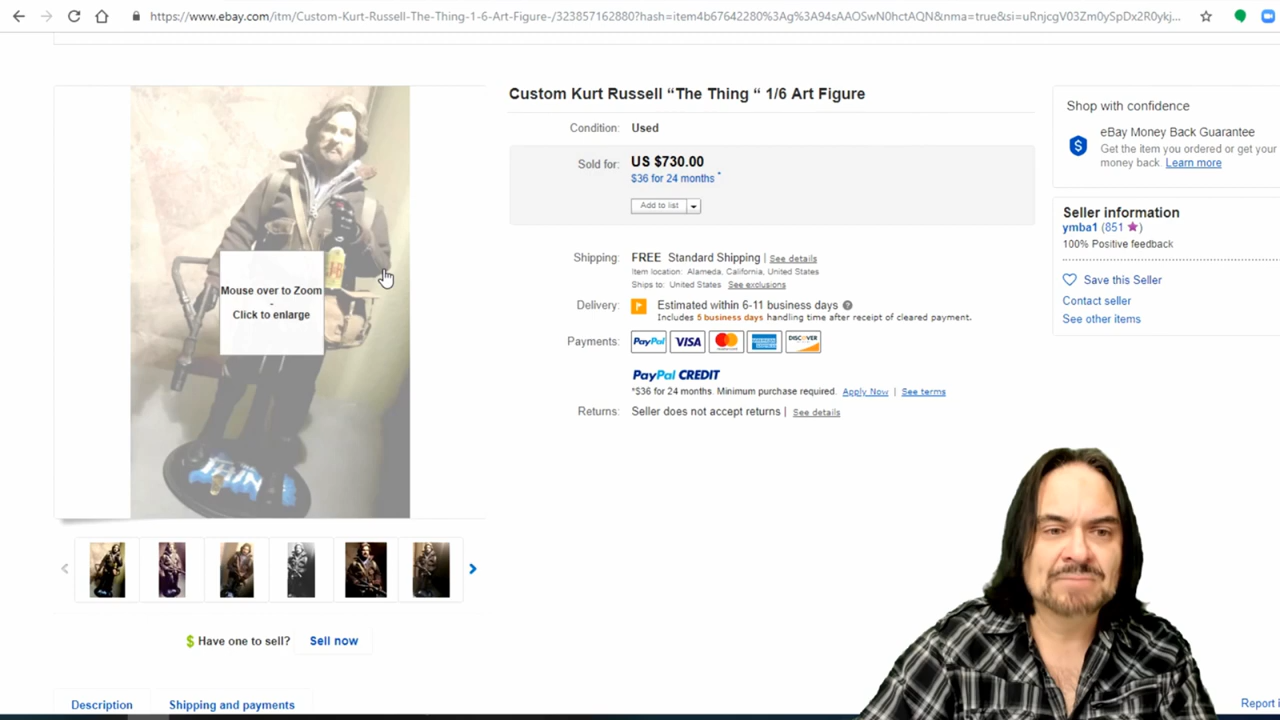 https://www.ebay.com/itm/Custom-Kurt-Russell-The-Thing-1-6-Art-Figure-/323857162880?hash=item4b67642280%3Ag%3A94sAAOSwN0hctAQN&nma=true&si=uRnjcgV03Zm0ySpDx2R0ykj...
Custom Kurt Russell “The Thing “ 1/6 Art Figure
Condition: Used
Sold for: US $730.00
$36 for 24 months *
Add to list
Shipping: FREE Standard Shipping | See details
Item location: Alameda, California, United States
Ships to: United States See exclusions
Delivery: Estimated within 6-11 business days
Includes 5 business days handling time after receipt of cleared payment.
Payments: PayPal VISA MasterCard DISCOVER
PayPal CREDIT
*$36 for 24 months. Minimum purchase required. Apply Now | See terms
Returns: Seller does not accept returns | See details
Mouse over to Zoom
-
Click to enlarge
$ Have one to sell? Sell now
Description Shipping and payments
Shop with confidence
eBay Money Back Guarantee
Get the item you ordered or get your
money back. Learn more
Seller information
ymba1 (851 ★)
100% Positive feedback
Save this Seller
Contact seller
See other items
Report i